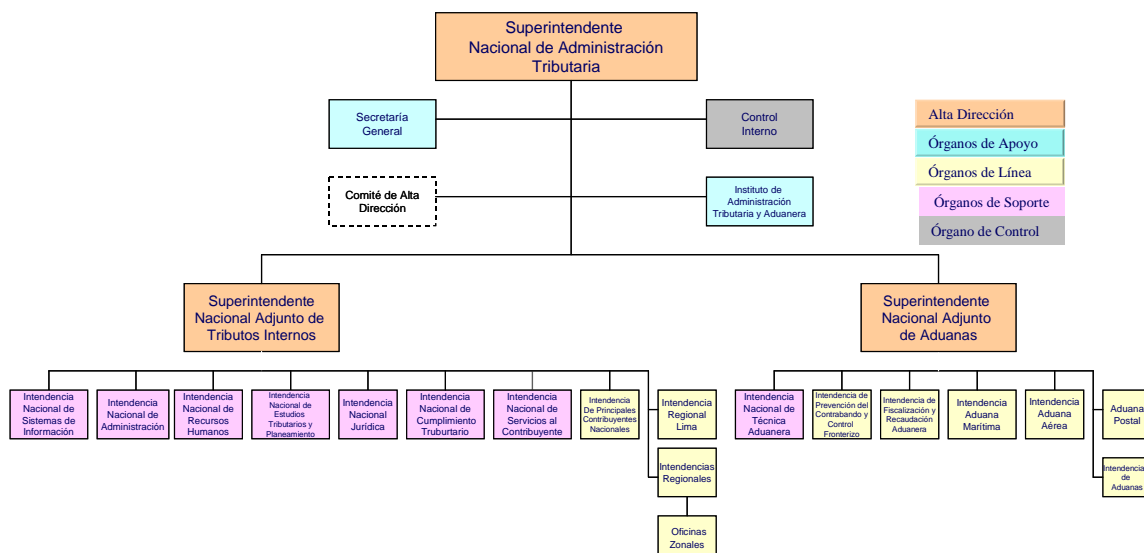 Superintendente
Nacional de Administración
Tributaria
Secretaría
General
Control
Interno
Comité de Alta
Dirección
Instituto de
Administración
Tributaria y Aduanera
Alta Dirección
Órganos de Apoyo
Órganos de Línea
Órganos de Soporte
Órgano de Control
Superintendente
Nacional Adjunto de
Tributos Internos
Superintendente
Nacional Adjunto
de Aduanas
Intendencia
Nacional de
Sistemas de
Información
Intendencia
Nacional de
Administración
Intendencia
Nacional de
Recursos
Humanos
Intendencia
Nacional de
Estudios
Tributarios y
Planeamiento
Intendencia
Nacional
Jurídica
Intendencia
Nacional de
Cumplimiento
Truburtario
Intendencia
Nacional de
Servicios al
Contribuyente
Intendencia
De Principales
Contribuyentes
Nacionales
Intendencia
Regional
Lima
Intendencias
Regionales
Oficinas
Zonales
Intendencia
Nacional de
Técnica
Aduanera
Intendencia
de Prevención del
Contrabando y
Control
Fronterizo
Intendencia de
Fiscalización y
Recaudación
Aduanera
Intendencia
Aduana
Marítima
Intendencia
Aduana
Aérea
Aduana
Postal
Intendencias
de
Aduanas